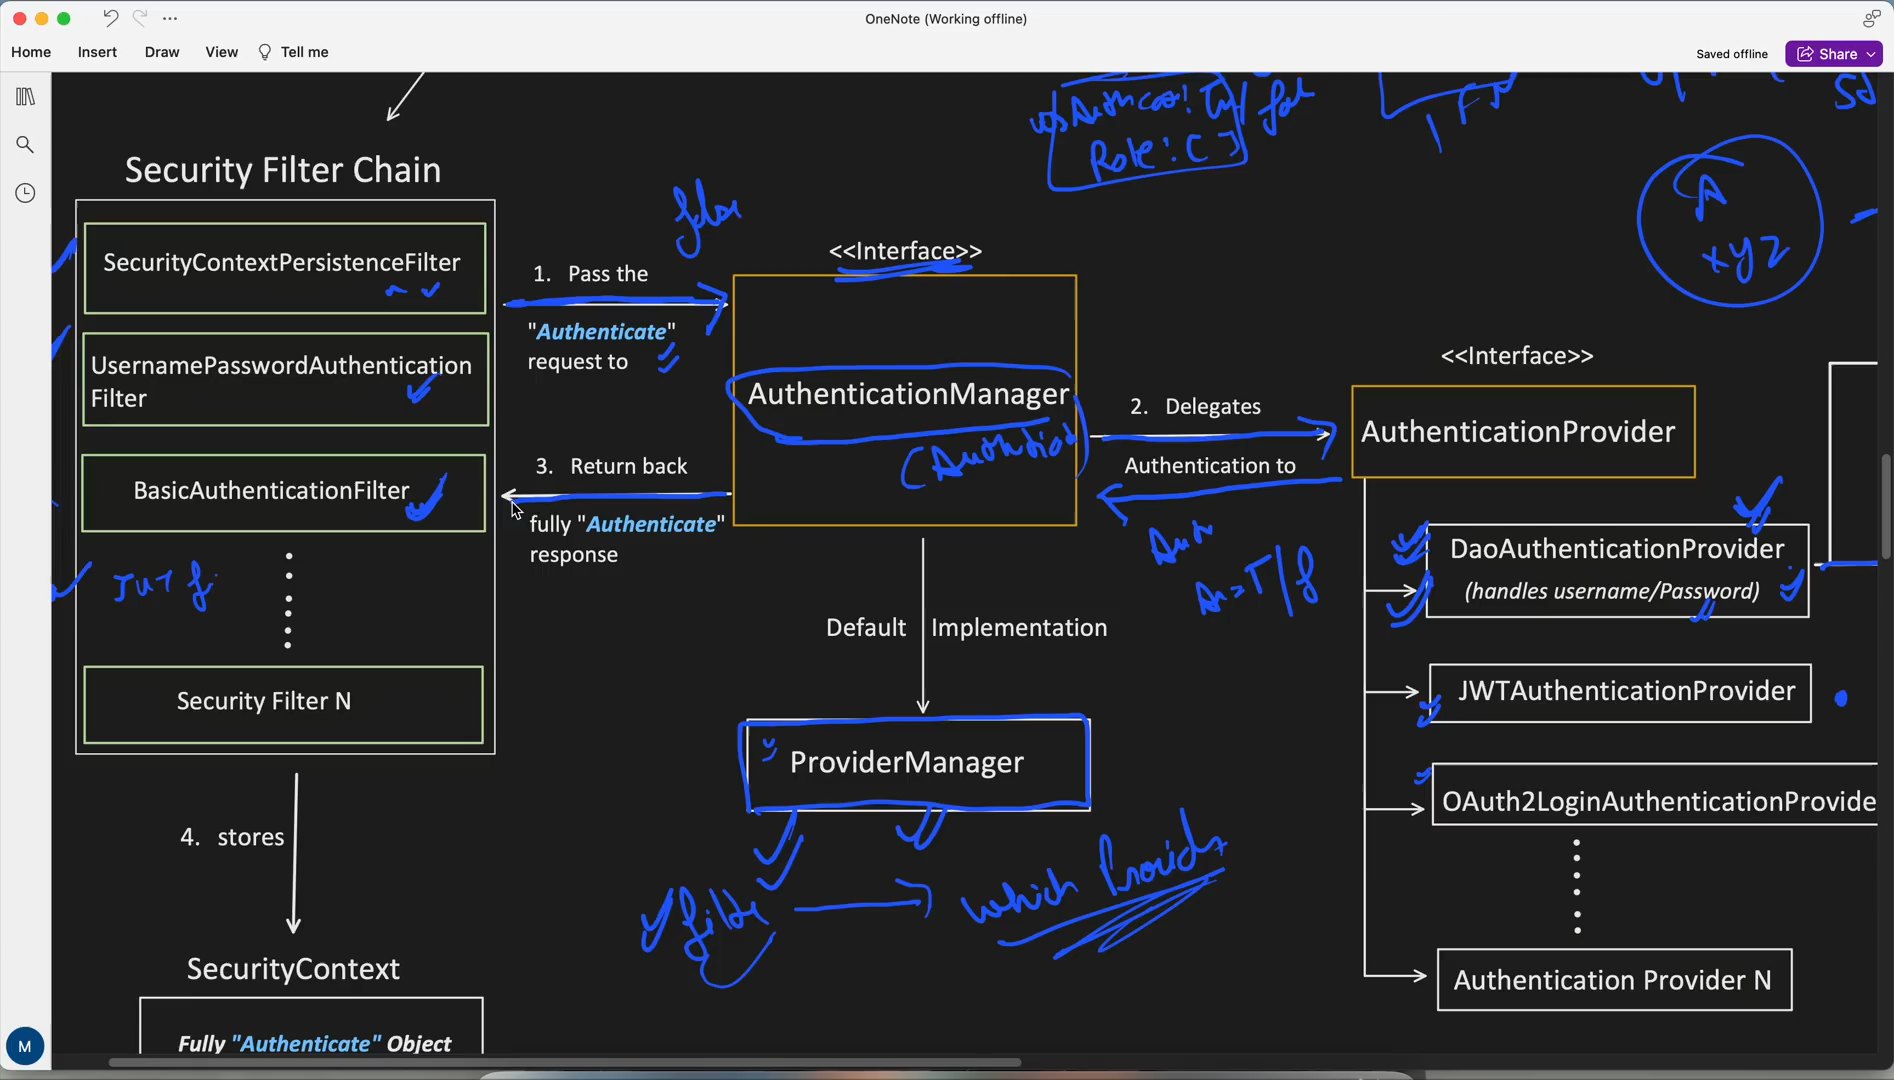 OneNote (Working offline)
Home
Insert
Draw
View
Tell me
Saved offline
Share
Role: [ ]
Security Filter Chain
SecurityContextPersistenceFilter
UsernamePasswordAuthentication
Filter
BasicAuthenticationFilter
Security Filter N
4. stores
SecurityContext
Fully "Authenticate" Object
false
1. Pass the
"Authenticate"
request to
3. Return back
fully "Authenticate"
response
<<Interface>>
AuthenticationManager
Default Implementation
ProviderManager
which Provider
2. Delegates
Authentication to
A
xyz
<<Interface>>
AuthenticationProvider
DaoAuthenticationProvider
(handles username/Password)
JWTAuthenticationProvider
OAuth2LoginAuthenticationProvide
Authentication Provider N
M